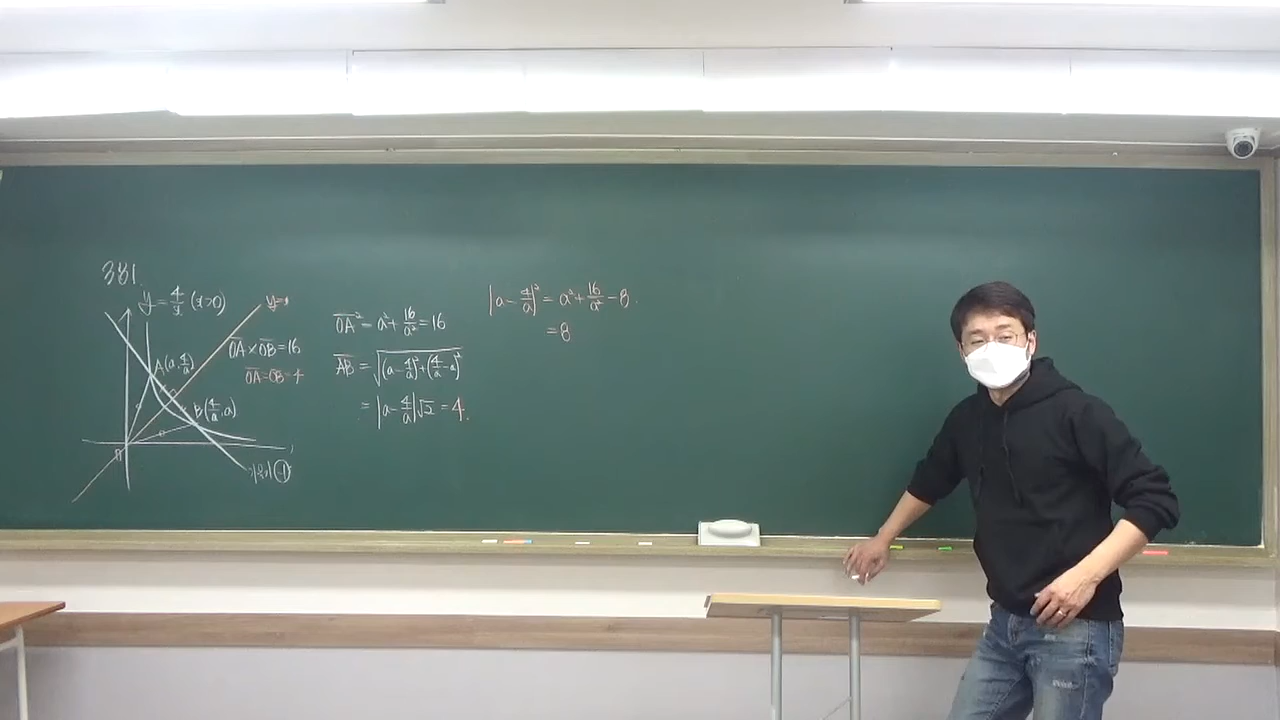 381.
y = 4/x (x>0)
y=x
OA × OB = 16
OA = OB = 4
A(a, 4/a)
B(4/a, a)
OA² = a² + 16/a² = 16
AB = √((a - 4/a)² + (4/a - a)²)
= |a - 4/a|√2 = 4.
|a - 4/a|² = a² + 16/a² - 8
= 8